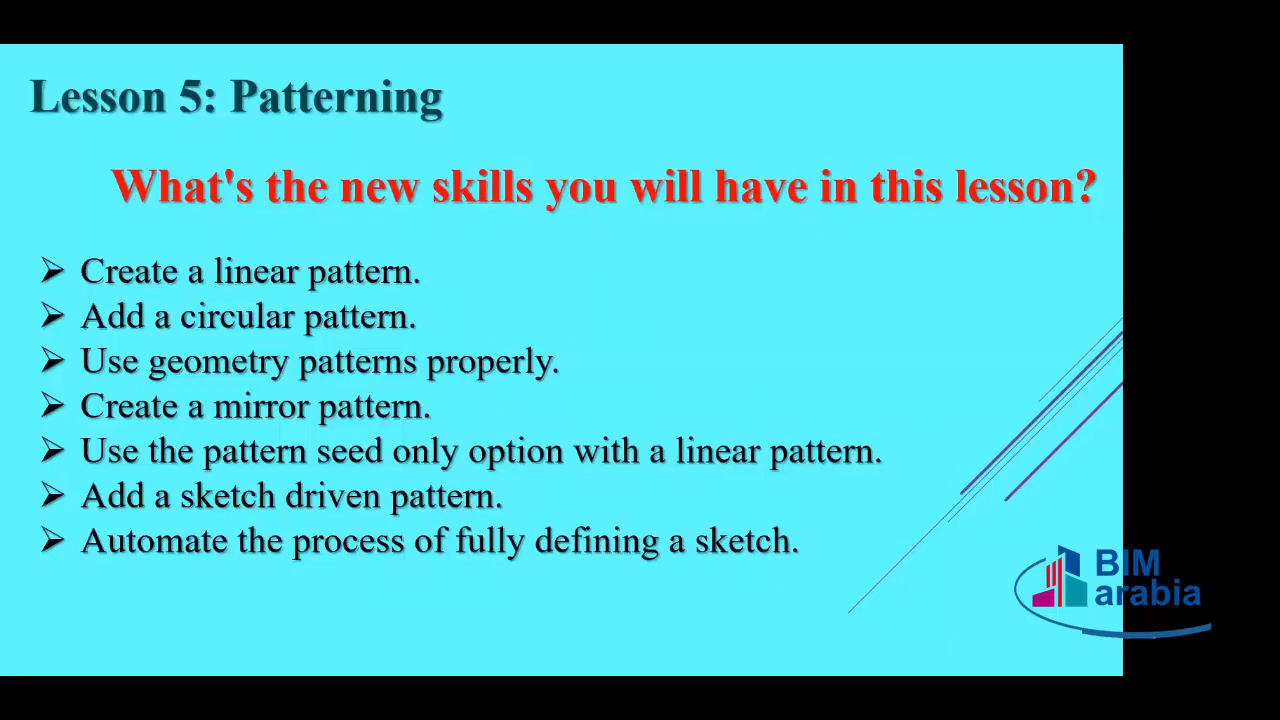 Lesson 5: Patterning
What's the new skills you will have in this lesson?
➢ Create a linear pattern.
➢ Add a circular pattern.
➢ Use geometry patterns properly.
➢ Create a mirror pattern.
➢ Use the pattern seed only option with a linear pattern.
➢ Add a sketch driven pattern.
➢ Automate the process of fully defining a sketch.
BIM
arabia